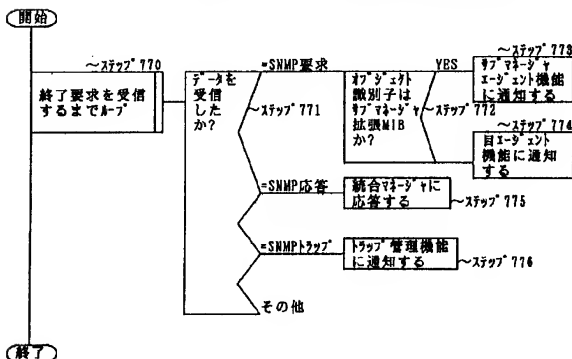 開始
～ステップ770
終了要求を受信
するまでループ
データを
受信
したか?
～ステップ771
=SNMP要求
オブジェクト
識別子は
サブマネージャ
拡張MIB
か?
YES
～ステップ772
～ステップ773
サブマネージャ
エージェント機能
に通知する
～ステップ774
目エージェント
機能に通知
する
=SNMP応答
統合マネージャに
応答する
～ステップ775
=SNMPトラップ
トラップ管理機能
に通知する
～ステップ776
その他
終了